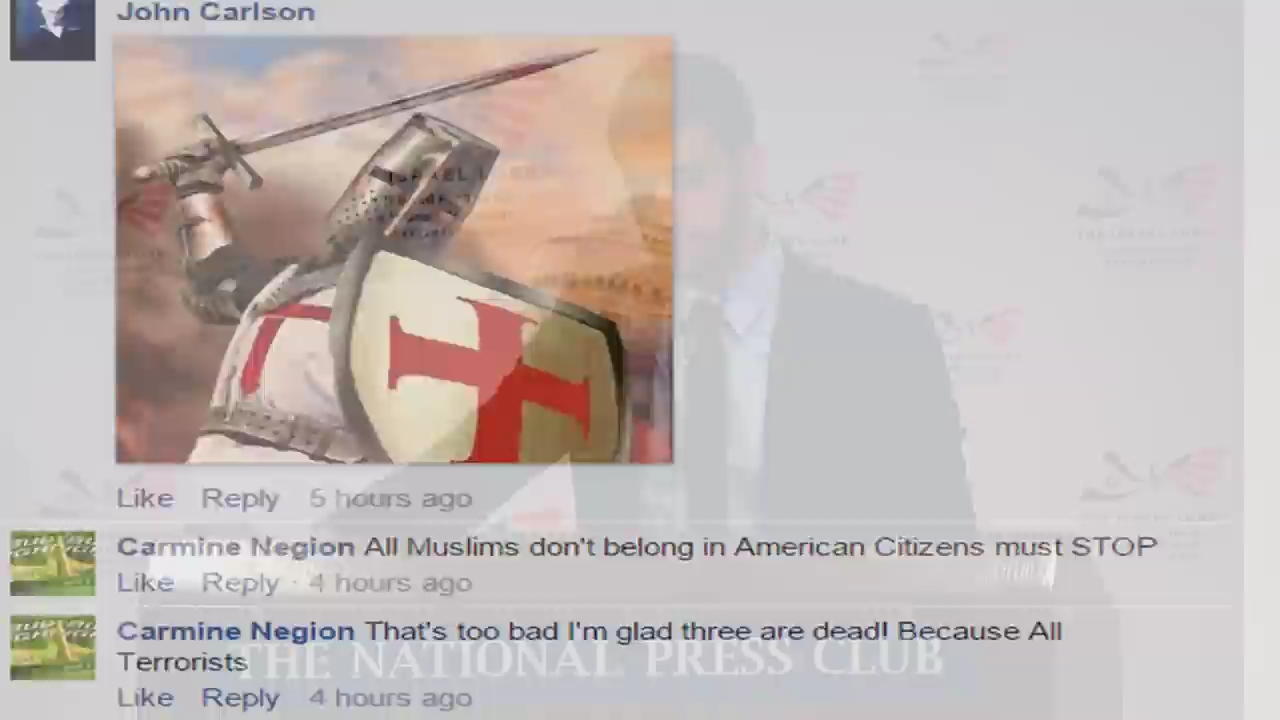 John Carlson
Like Reply 5 hours ago
Carmine Negion All Muslims don't belong in American Citizens must STOP
Like Reply · 4 hours ago
Carmine Negion That's too bad I'm glad three are dead! Because All
Terrorists
THE NATIONAL PRESS CLUB
Like Reply 4 hours ago